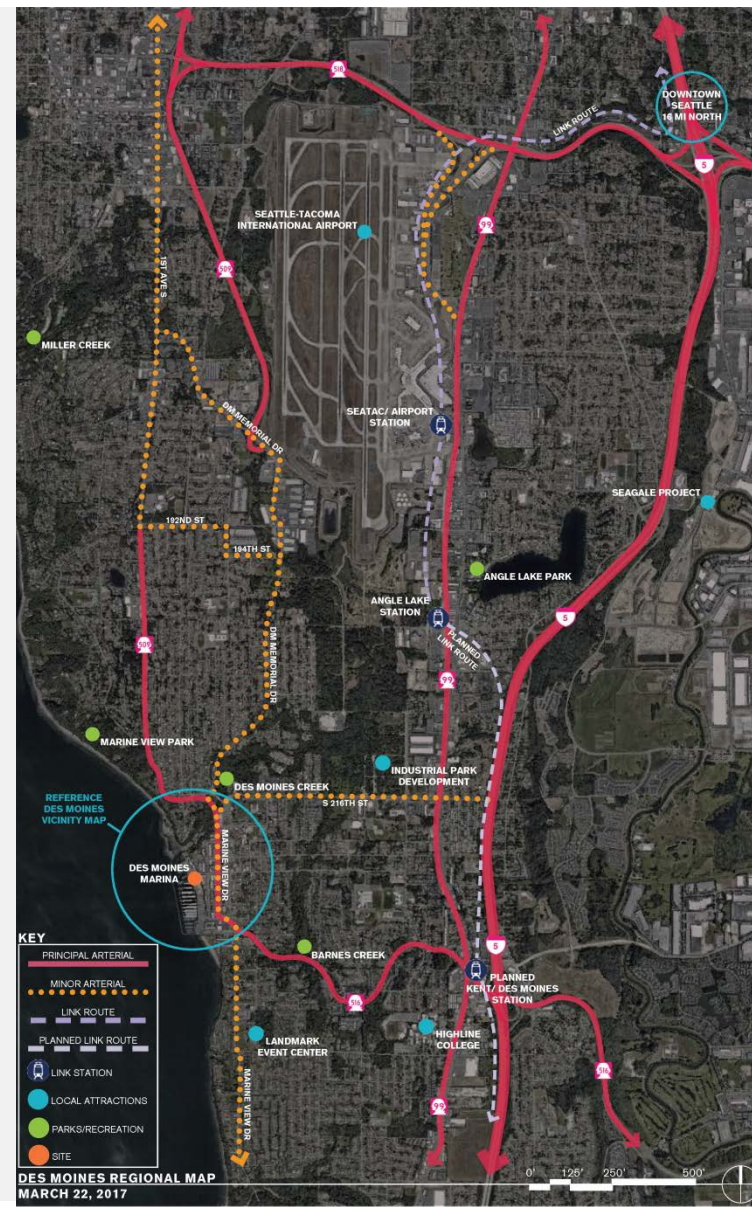 518
DOWNTOWN
SEATTLE
16 MI NORTH
LINK ROUTE
5
SEATTLE-TACOMA
INTERNATIONAL AIRPORT
99
1ST AVE S
509
MILLER CREEK
DM MEMORIAL DR
SEATAC/ AIRPORT
STATION
SEAGALE PROJECT
192ND ST
194TH ST
ANGLE LAKE PARK
ANGLE LAKE
STATION
5
PLANNED
LINK ROUTE
509
DM MEMORIAL DR
99
MARINE VIEW PARK
INDUSTRIAL PARK
DEVELOPMENT
DES MOINES CREEK
S 216TH ST
REFERENCE
DES MOINES
VICINITY MAP
MARINE VIEW DR
DES MOINES
MARINA
BARNES CREEK
5
PLANNED
KENT/ DES MOINES
STATION
516
LANDMARK
EVENT CENTER
HIGHLINE
COLLEGE
516
MARINE VIEW DR
99
KEY
PRINCIPAL ARTERIAL
MINOR ARTERIAL
LINK ROUTE
PLANNED LINK ROUTE
LINK STATION
LOCAL ATTRACTIONS
PARKS/RECREATION
SITE
DES MOINES REGIONAL MAP
MARCH 22, 2017
0' 125' 250' 500'